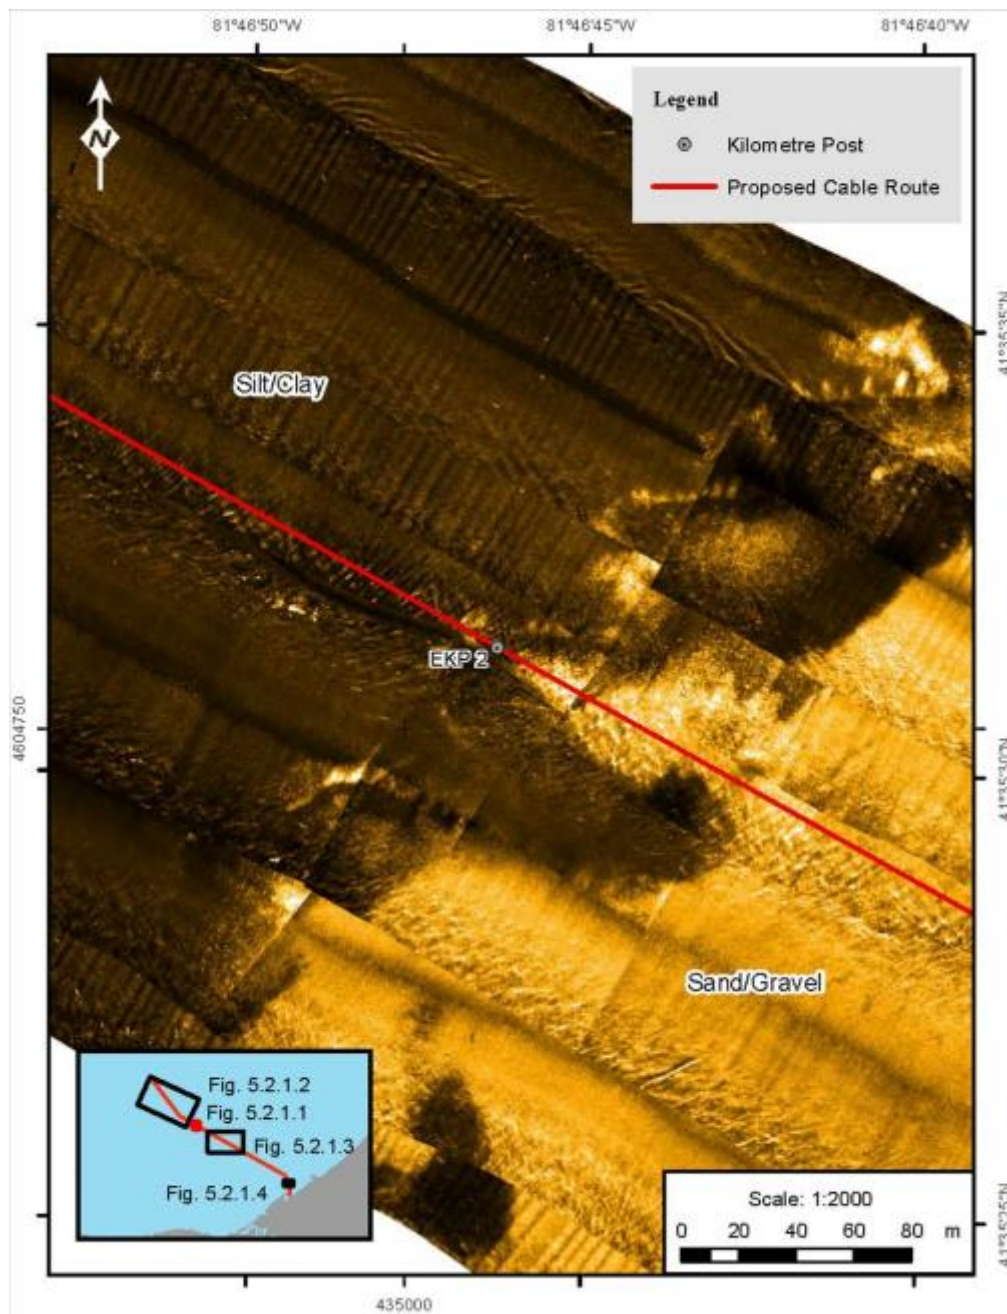 81°46'50"W
81°46'45"W
81°46'40"W
N
Legend
Kilometre Post
Proposed Cable Route
41°35'35"N
Silt/Clay
EKP 2
4604750
41°35'30"N
Sand/Gravel
Fig. 5.2.1.2
Fig. 5.2.1.1
Fig. 5.2.1.3
Fig. 5.2.1.4
Scale: 1:2000
0 20 40 60 80 m
41°35'25"N
435000